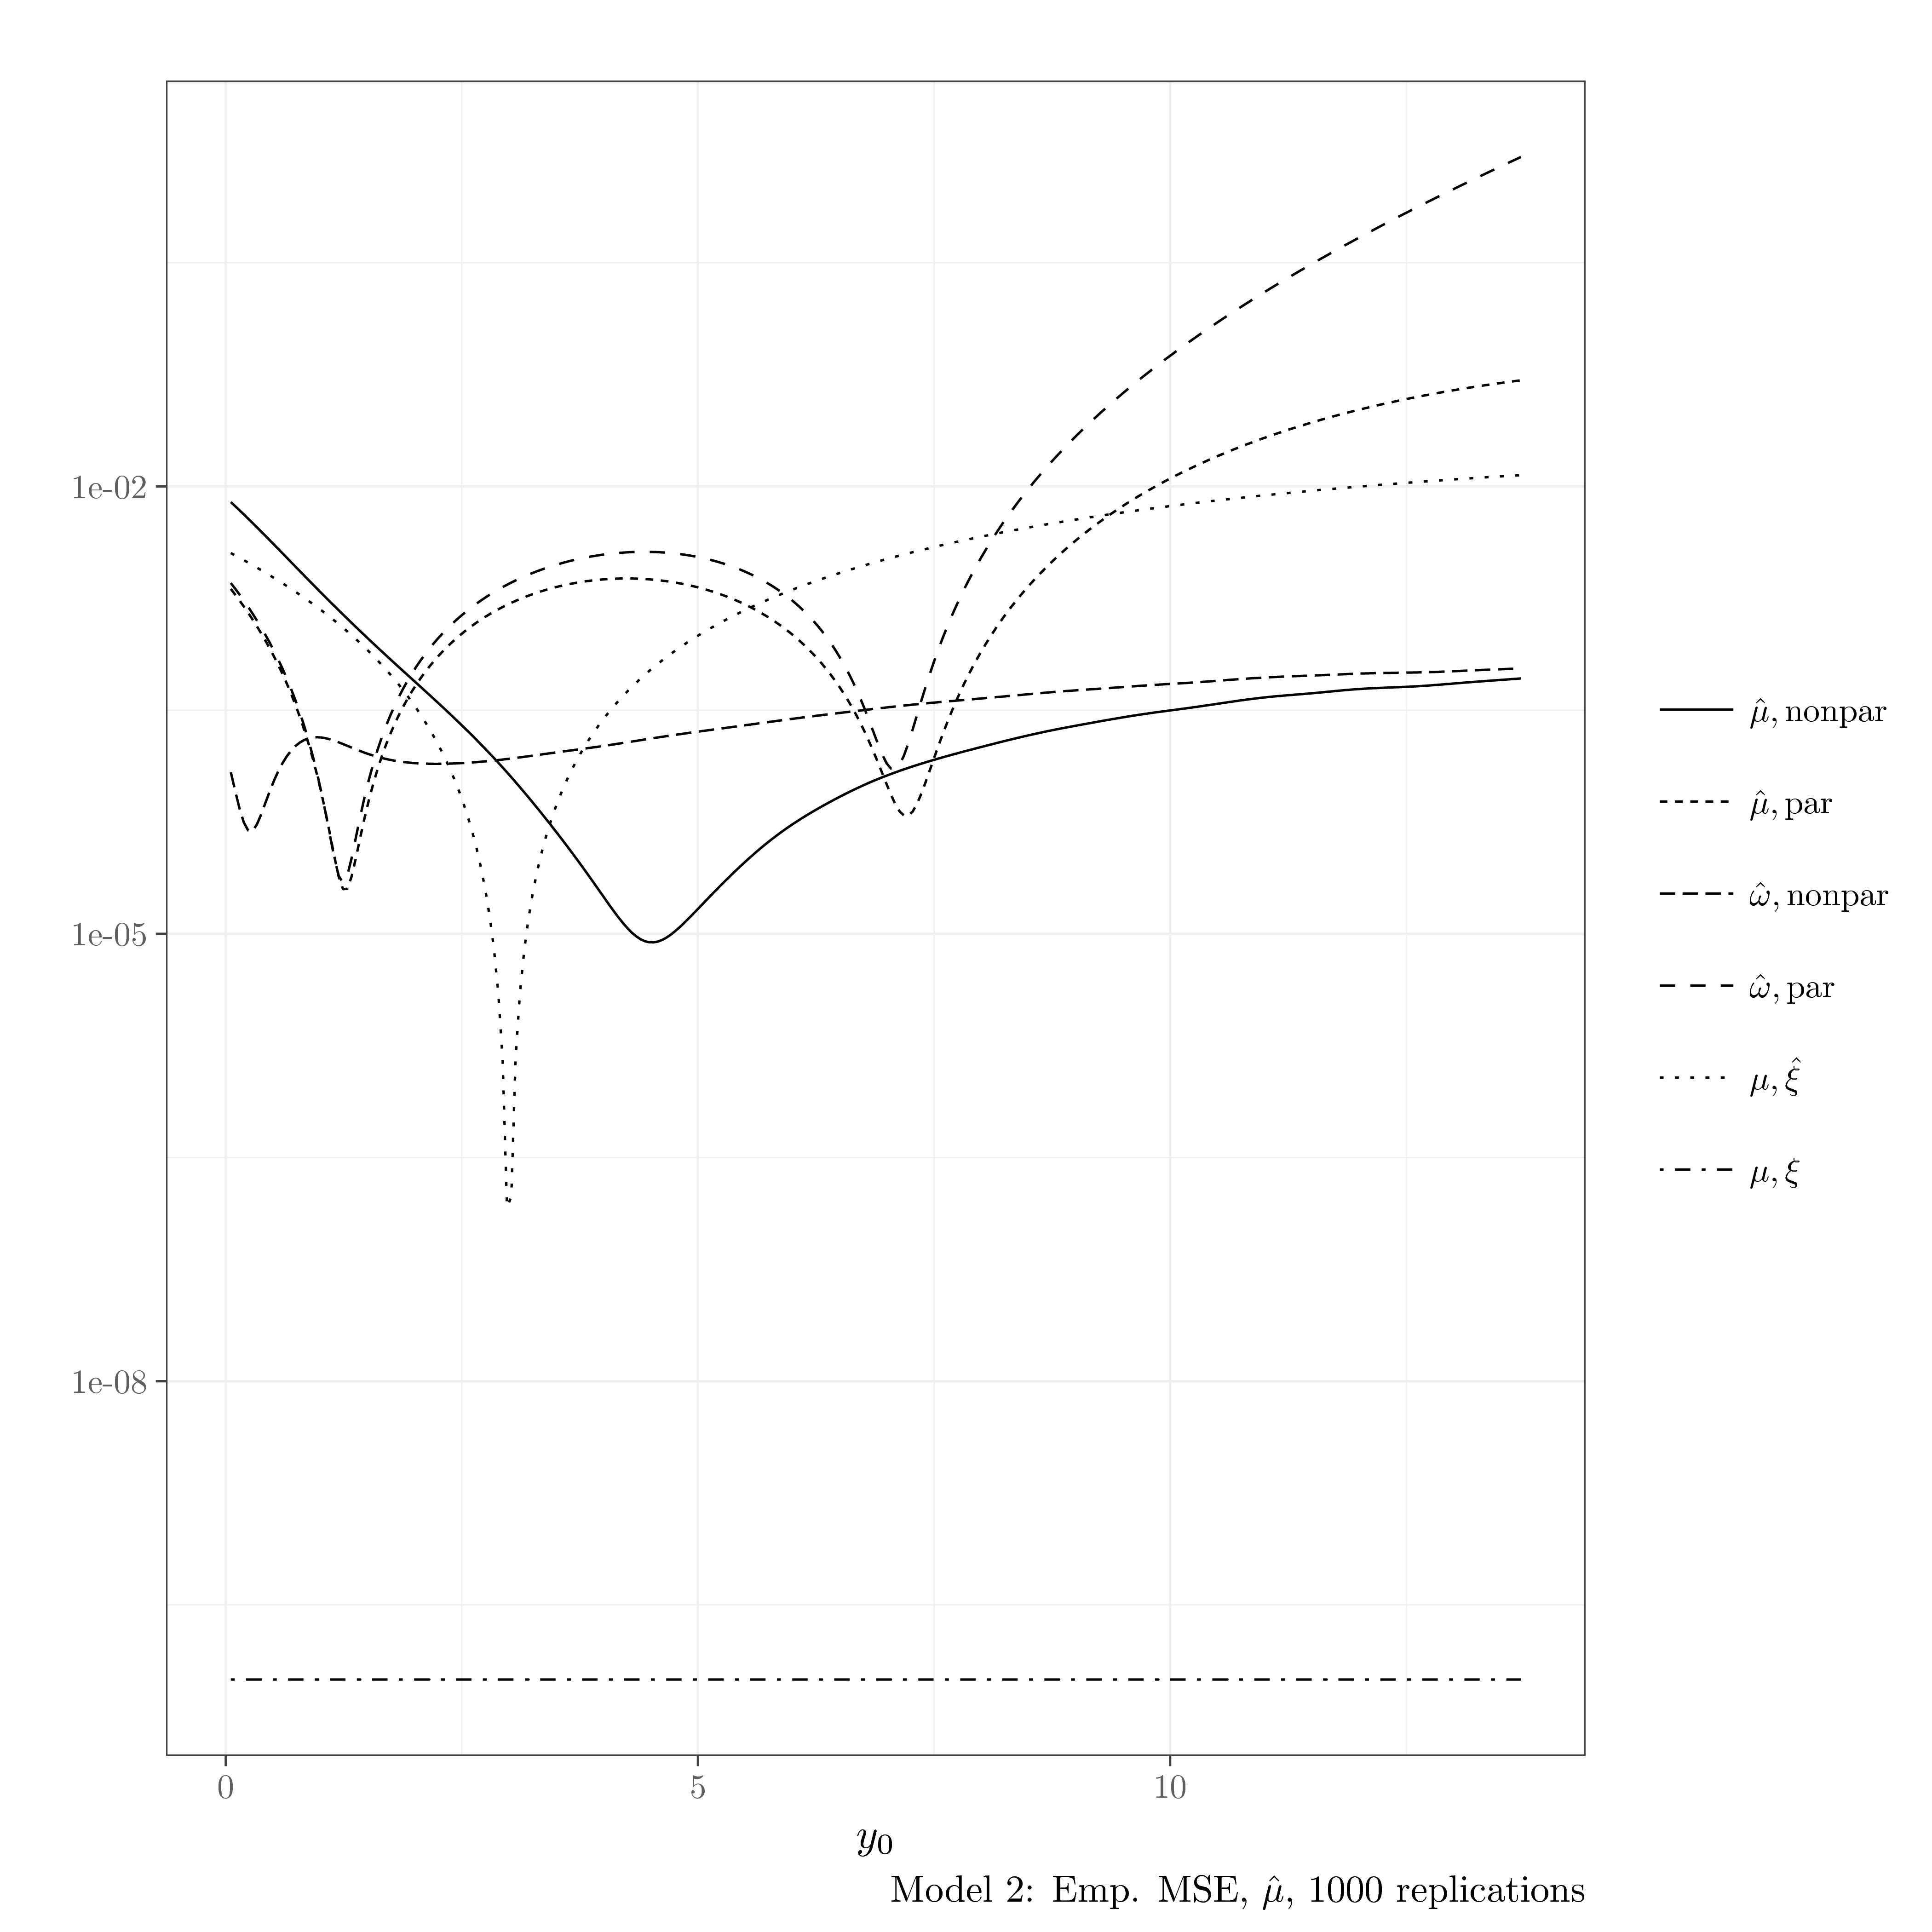 1e-02
1e-05
1e-08
0 5 10
y₀
Model 2: Emp. MSE, μ̂, 1000 replications
μ̂, nonpar
μ̂, par
ω̂, nonpar
ω̂, par
μ, ξ̂
μ, ξ